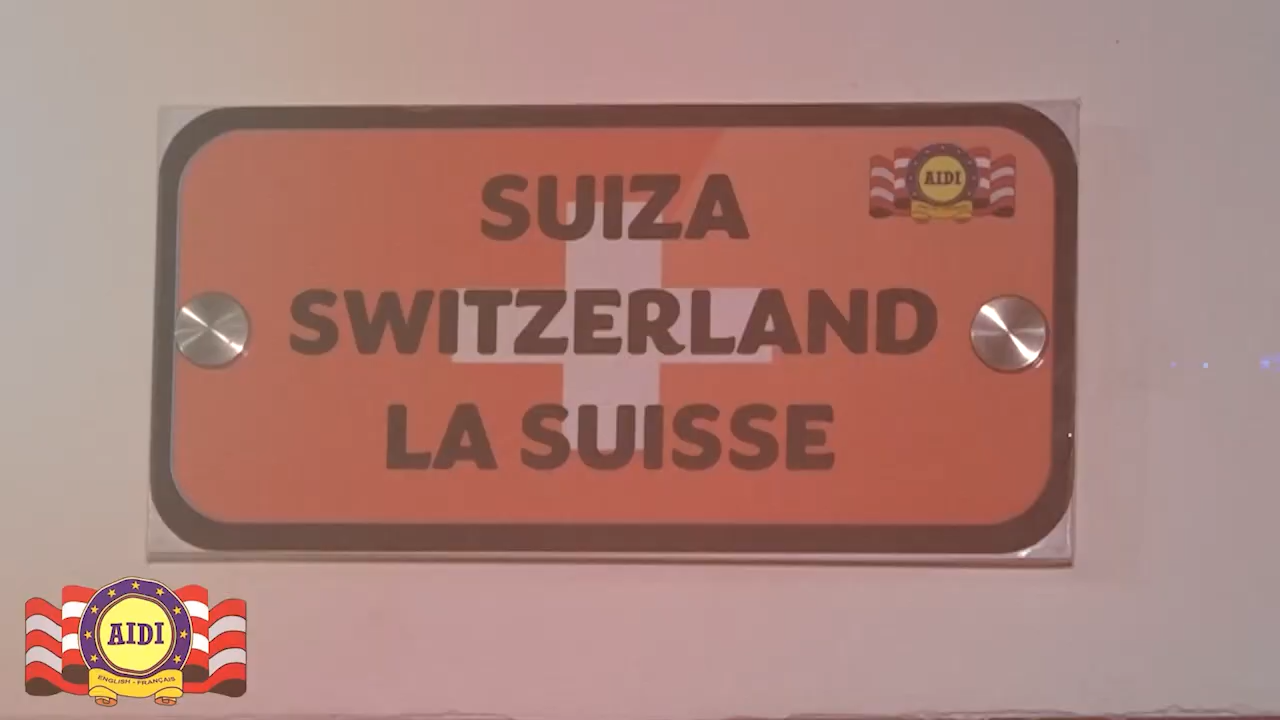 SUIZA
AIDI
SWITZERLAND
LA SUISSE
AIDI
ENGLISH - FRANÇAIS